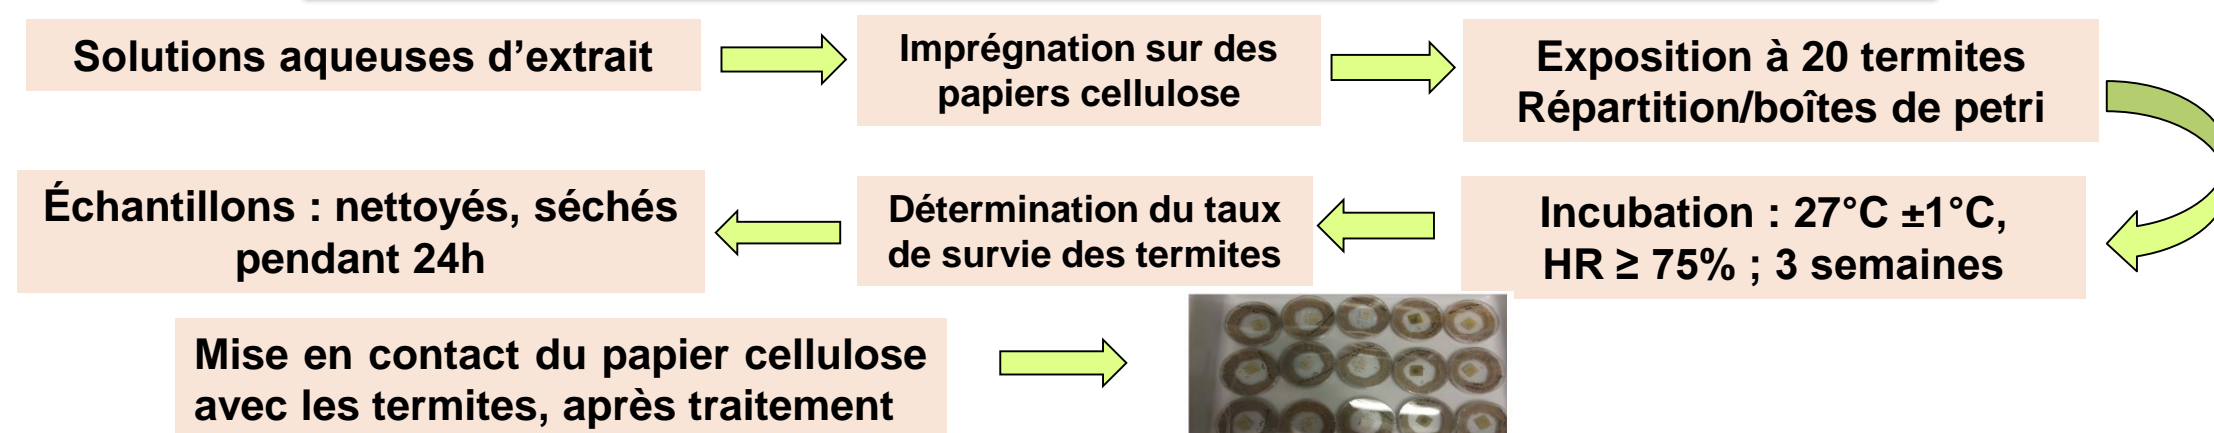 Solutions aqueuses d’extrait
Imprégnation sur des
papiers cellulose
Exposition à 20 termites
Répartition/boîtes de petri
Incubation : 27°C ±1°C,
HR ≥ 75% ; 3 semaines
Détermination du taux
de survie des termites
Échantillons : nettoyés, séchés
pendant 24h
Mise en contact du papier cellulose
avec les termites, après traitement